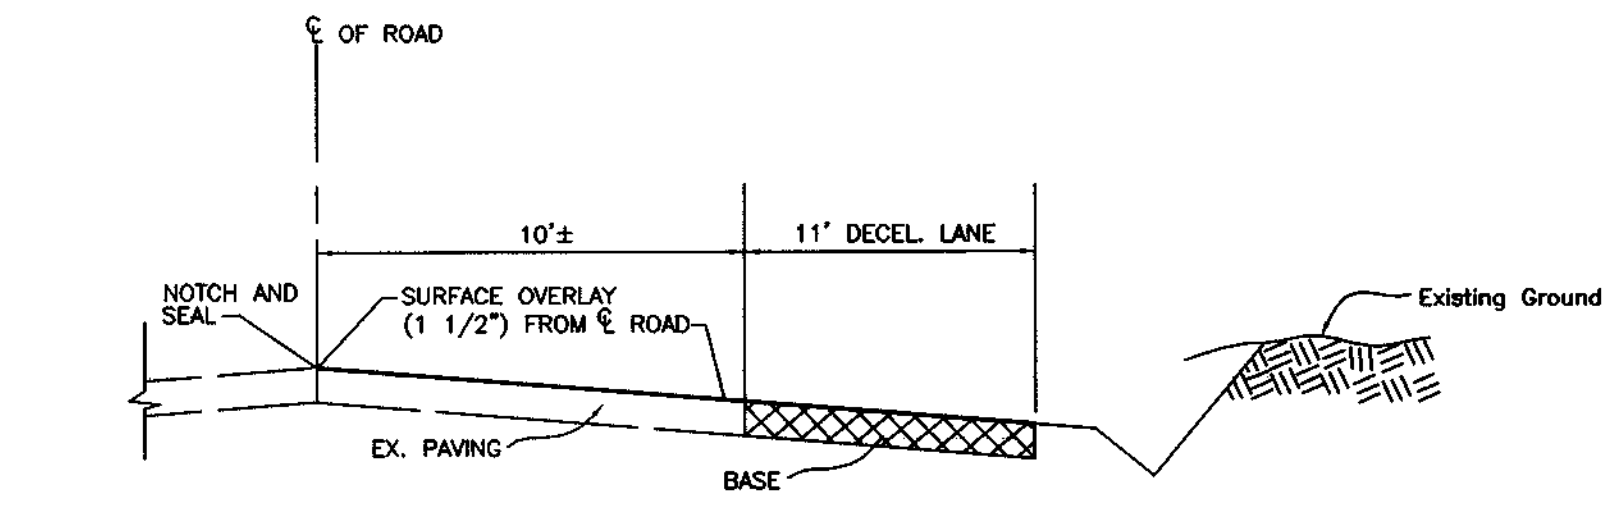 ℄ OF ROAD
10'±
11' DECEL. LANE
NOTCH AND
SEAL
SURFACE OVERLAY
(1 1/2") FROM ℄ ROAD
Existing Ground
EX. PAVING
BASE